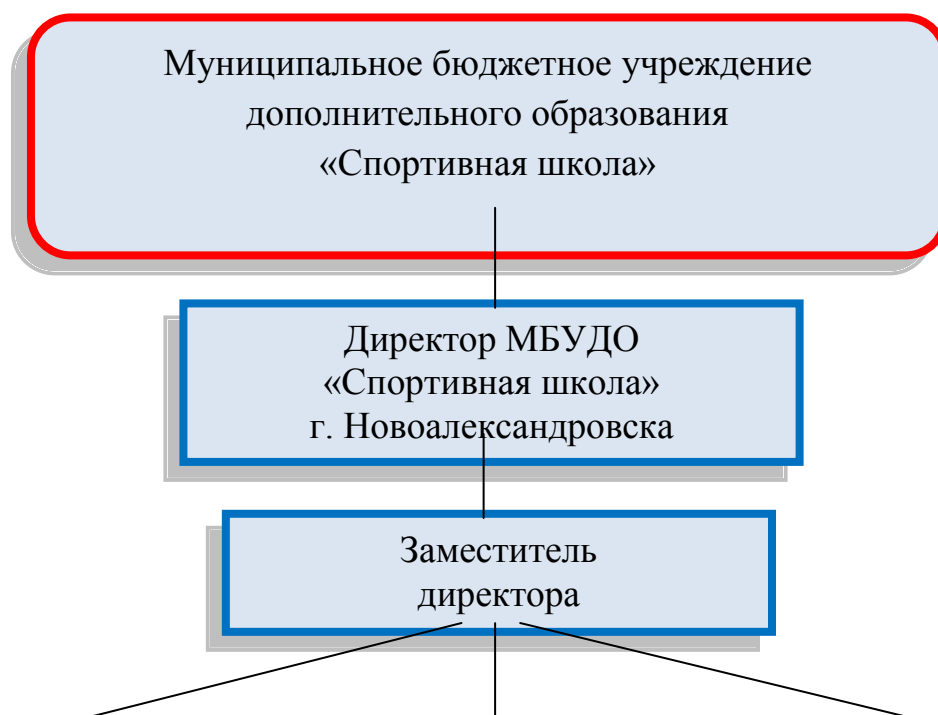 Муниципальное бюджетное учреждение
дополнительного образования
«Спортивная школа»
Директор МБУДО
«Спортивная школа»
г. Новоалександровска
Заместитель
директора